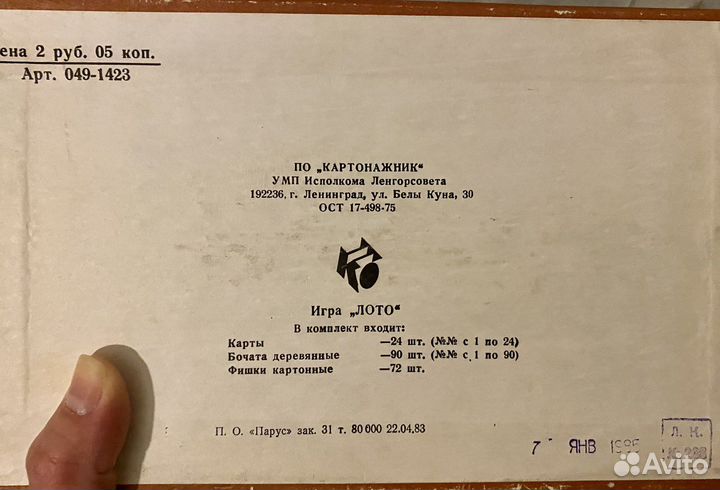 ена 2 руб. 05 коп.
Арт. 049-1423
ПО „КАРТОНАЖНИК“
УМП Исполкома Ленгорсовета
192236, г. Ленинград, ул. Белы Куна, 30
ОСТ 17-498-75
Игра „ЛОТО“
В комплект входит:
Карты —24 шт. (№№ с 1 по 24)
Бочата деревянные —90 шт. (№№ с 1 по 90)
Фишки картонные —72 шт.
П. О. «Парус» зак. 31 т. 80 000 22.04.83
7 ЯНВ
Л. К.
Avito